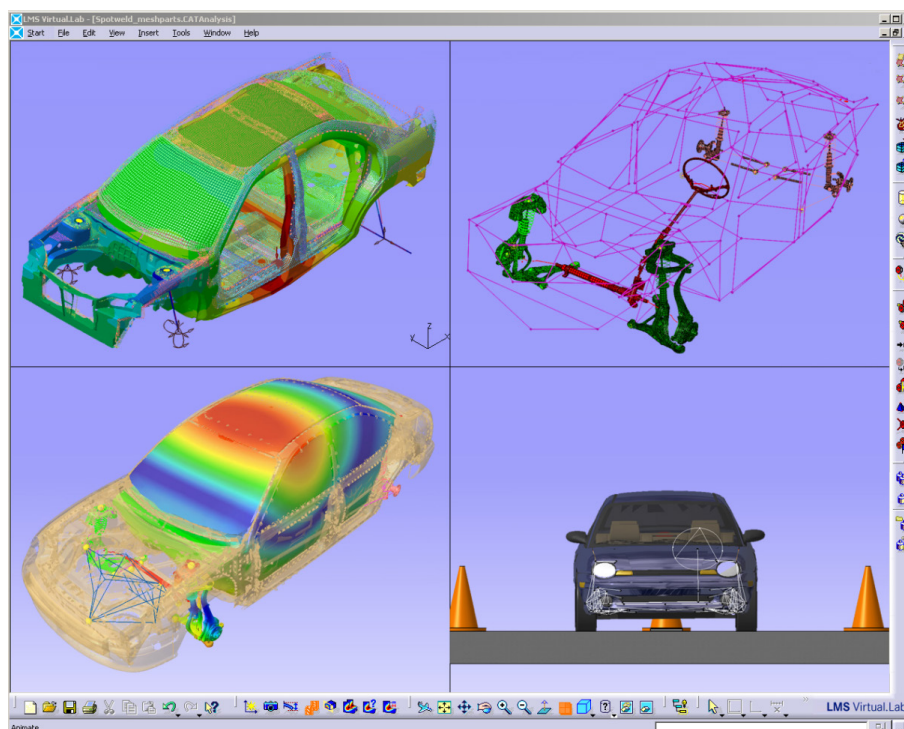 LMS Virtual.Lab - [Spotweld_meshparts.CATAnalysis]
Start File Edit View Insert Tools Window Help
Z
Y X
LMS Virtual.Lab
Animate